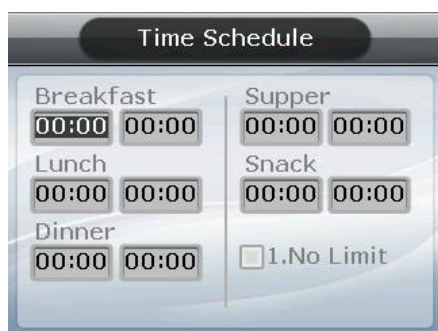 Time Schedule
Breakfast
00:00 00:00
Lunch
00:00 00:00
Dinner
00:00 00:00
Supper
00:00 00:00
Snack
00:00 00:00
1.No Limit